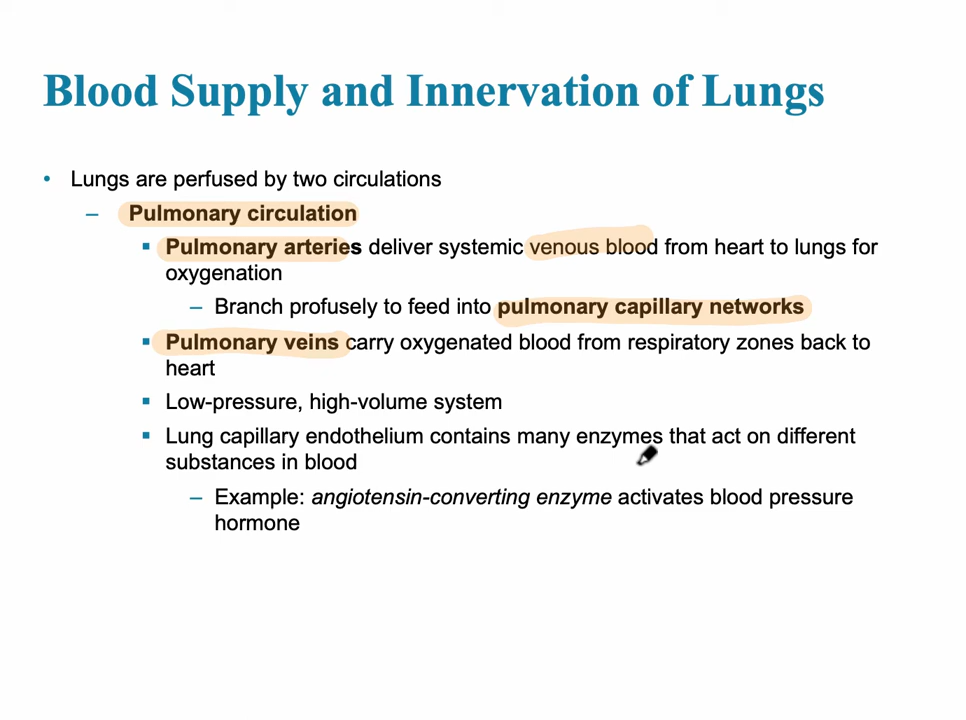 Blood Supply and Innervation of Lungs
• Lungs are perfused by two circulations
– Pulmonary circulation
▪ Pulmonary arteries deliver systemic venous blood from heart to lungs for
oxygenation
– Branch profusely to feed into pulmonary capillary networks
▪ Pulmonary veins carry oxygenated blood from respiratory zones back to
heart
▪ Low-pressure, high-volume system
▪ Lung capillary endothelium contains many enzymes that act on different
substances in blood
– Example: angiotensin-converting enzyme activates blood pressure
hormone